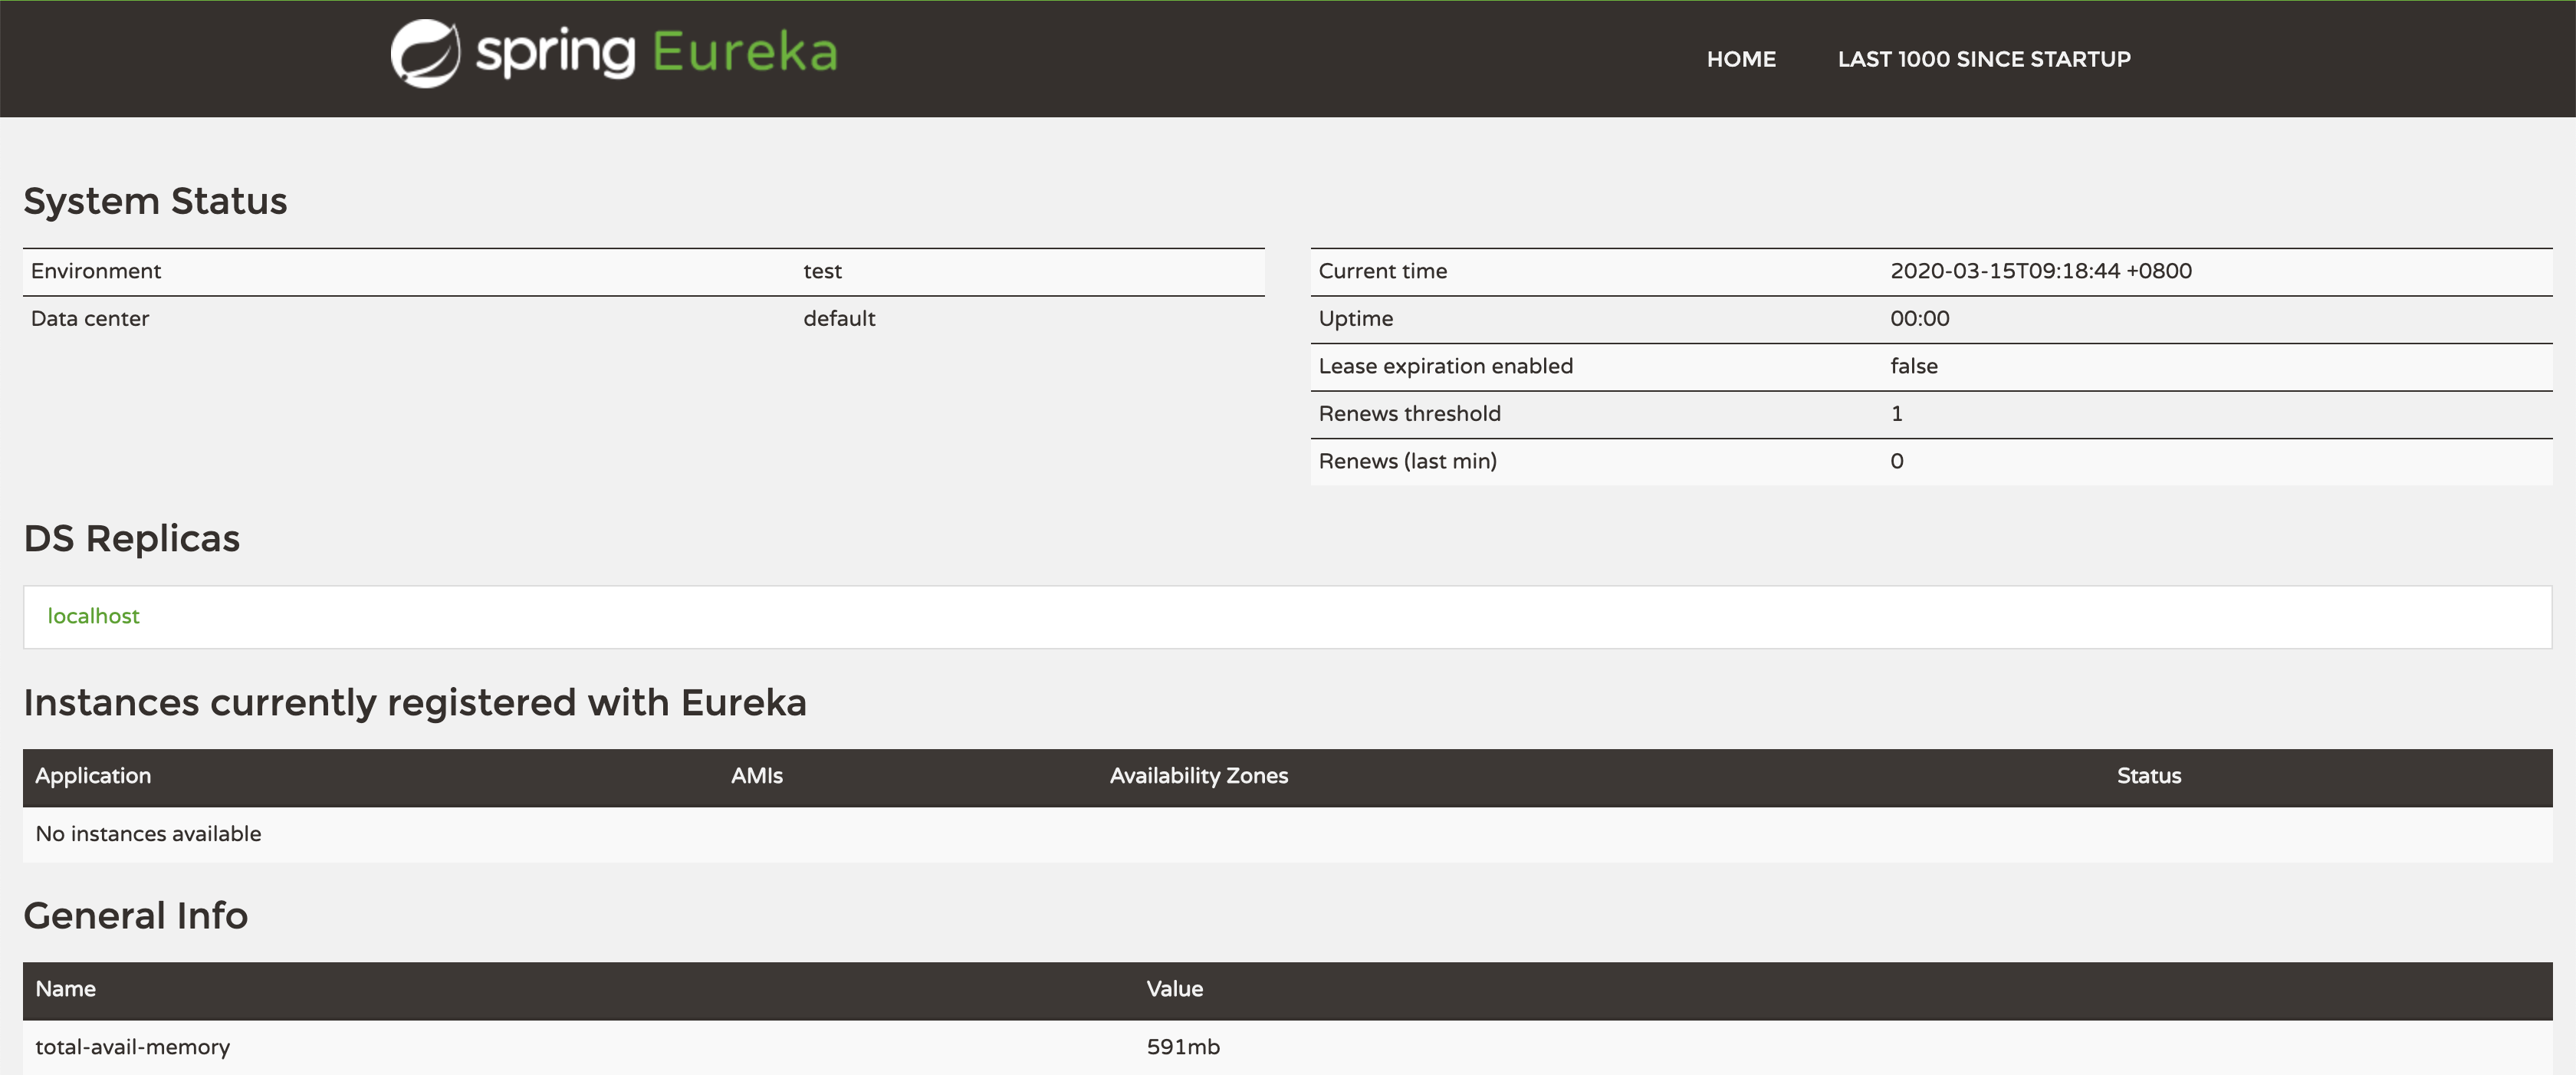 spring Eureka
HOME LAST 1000 SINCE STARTUP
System Status
Environment test
Data center default
Current time 2020-03-15T09:18:44 +0800
Uptime 00:00
Lease expiration enabled false
Renews threshold 1
Renews (last min) 0
DS Replicas
localhost
Instances currently registered with Eureka
Application AMIs Availability Zones Status
No instances available
General Info
Name Value
total-avail-memory 591mb